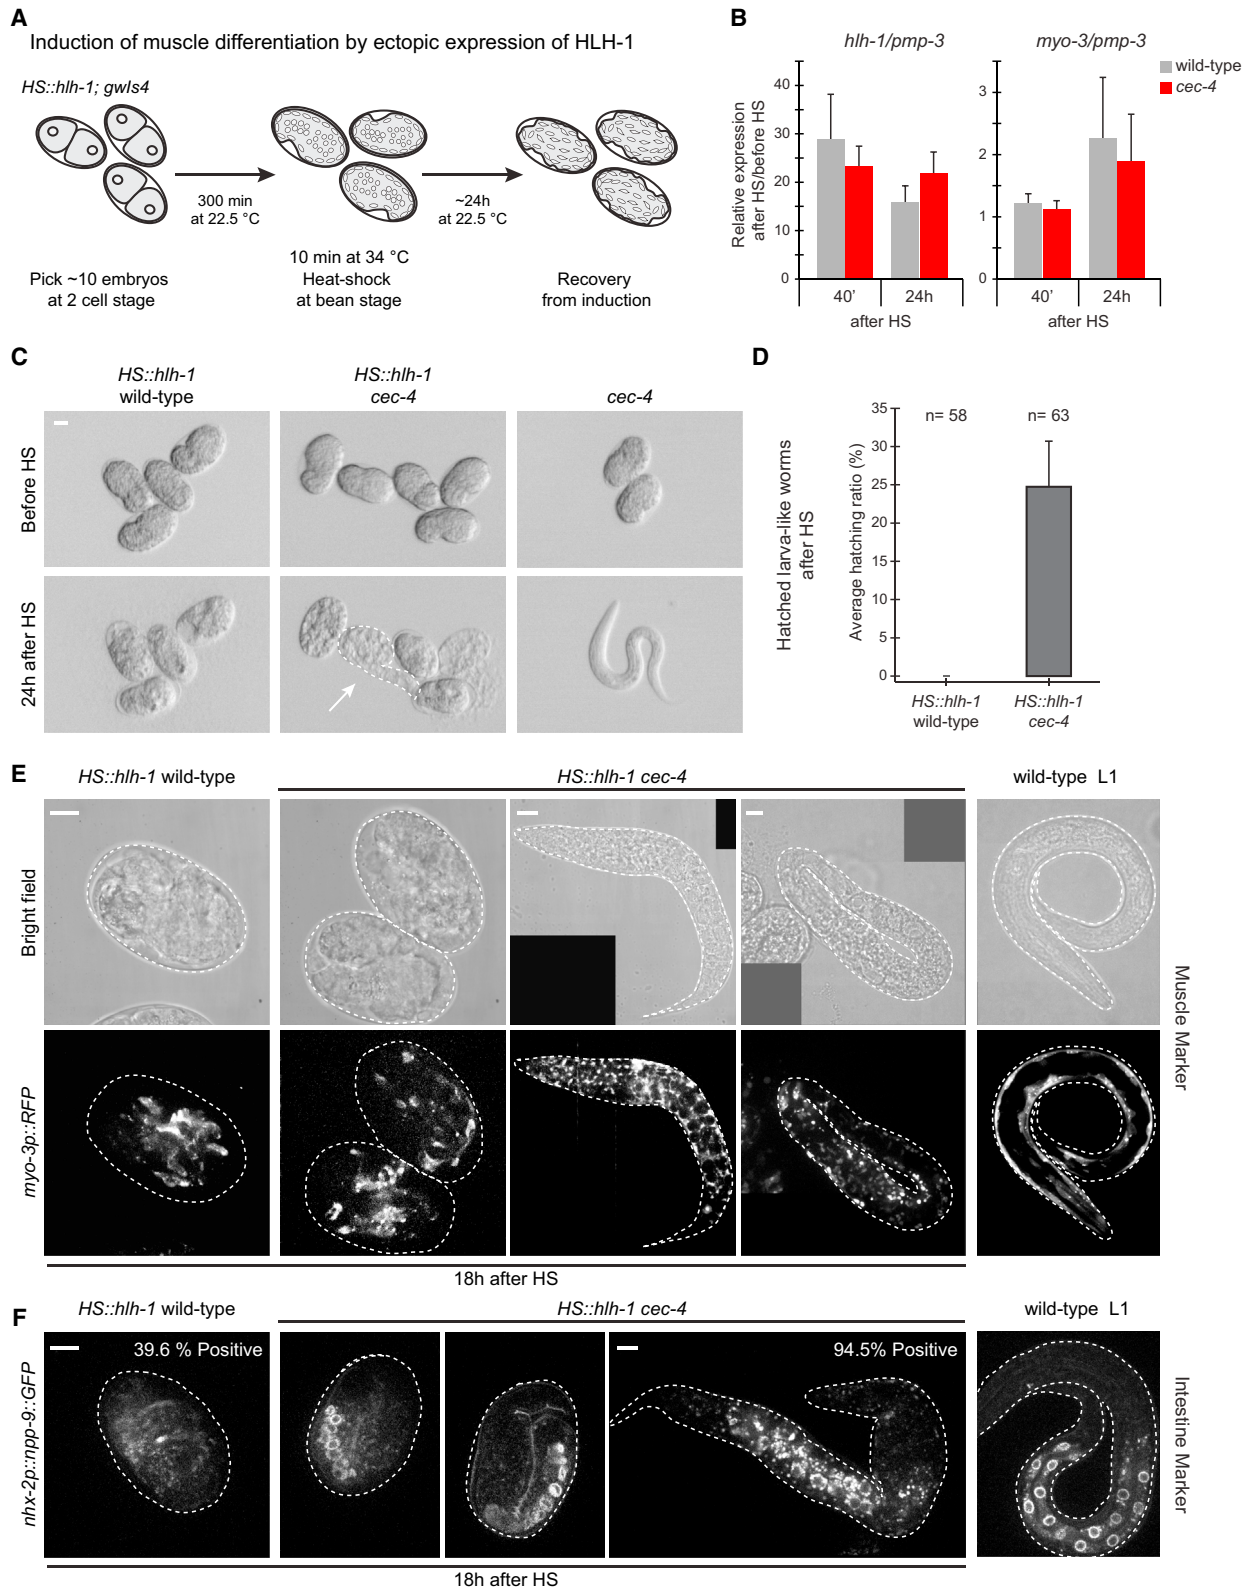 A
Induction of muscle differentiation by ectopic expression of HLH-1
HS::hlh-1; gwIs4
300 min
at 22.5 °C
~24h
at 22.5 °C
Pick ~10 embryos
at 2 cell stage
10 min at 34 °C
Heat-shock
at bean stage
Recovery
from induction
B
hlh-1/pmp-3
myo-3/pmp-3
wild-type
cec-4
Relative expression
after HS/before HS
40
30
20
10
0
3
2
1
0
40’
24h
after HS
40’
24h
after HS
C
HS::hlh-1
wild-type
HS::hlh-1
cec-4
cec-4
Before HS
24h after HS
D
Hatched larva-like worms
after HS
Average hatching ratio (%)
35
30
25
20
15
10
5
0
n= 58
n= 63
HS::hlh-1
wild-type
HS::hlh-1
cec-4
E
HS::hlh-1 wild-type
HS::hlh-1 cec-4
wild-type L1
Bright field
myo-3p::RFP
Muscle Marker
18h after HS
F
HS::hlh-1 wild-type
HS::hlh-1 cec-4
wild-type L1
nhx-2p::npp-9::GFP
39.6 % Positive
94.5% Positive
Intestine Marker
18h after HS